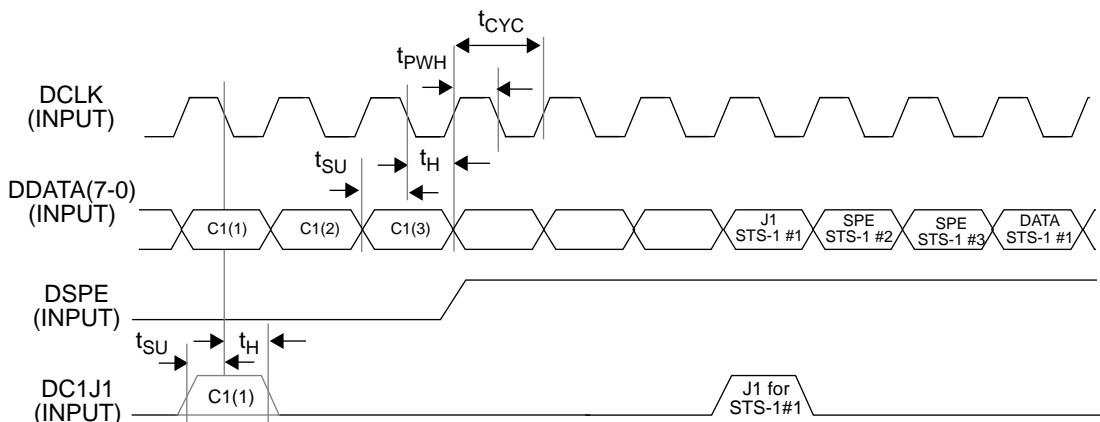 tCYC
tPWH
DCLK
(INPUT)
tSU
tH
DDATA(7-0)
(INPUT)
C1(1)
C1(2)
C1(3)
J1
STS-1 #1
SPE
STS-1 #2
SPE
STS-1 #3
DATA
STS-1 #1
DSPE
(INPUT)
tSU
tH
DC1J1
(INPUT)
C1(1)
J1 for
STS-1#1